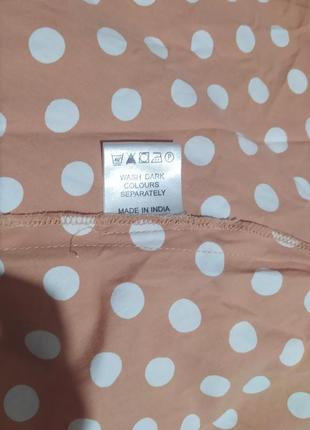 WASH DARK
COLOURS
SEPARATELY
MADE IN INDIA